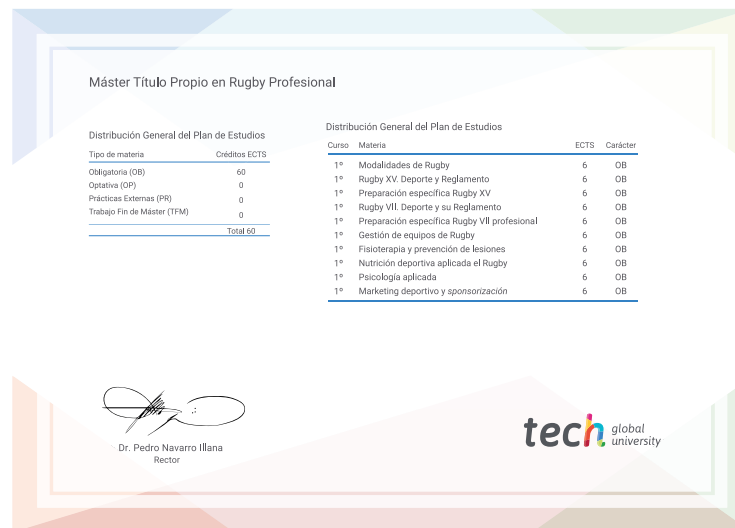 Máster Título Propio en Rugby Profesional
Distribución General del Plan de Estudios
Tipo de materia Créditos ECTS
Obligatoria (OB) 60
Optativa (OP) 0
Prácticas Externas (PR) 0
Trabajo Fin de Máster (TFM) 0
Total 60
Distribución General del Plan de Estudios
Curso Materia ECTS Carácter
1º Modalidades de Rugby 6 OB
1º Rugby XV. Deporte y Reglamento 6 OB
1º Preparación específica Rugby XV 6 OB
1º Rugby VII. Deporte y su Reglamento 6 OB
1º Preparación específica Rugby VII profesional 6 OB
1º Gestión de equipos de Rugby 6 OB
1º Fisioterapia y prevención de lesiones 6 OB
1º Nutrición deportiva aplicada el Rugby 6 OB
1º Psicología aplicada 6 OB
1º Marketing deportivo y sponsorización 6 OB
Dr. Pedro Navarro Illana
Rector
tech global university